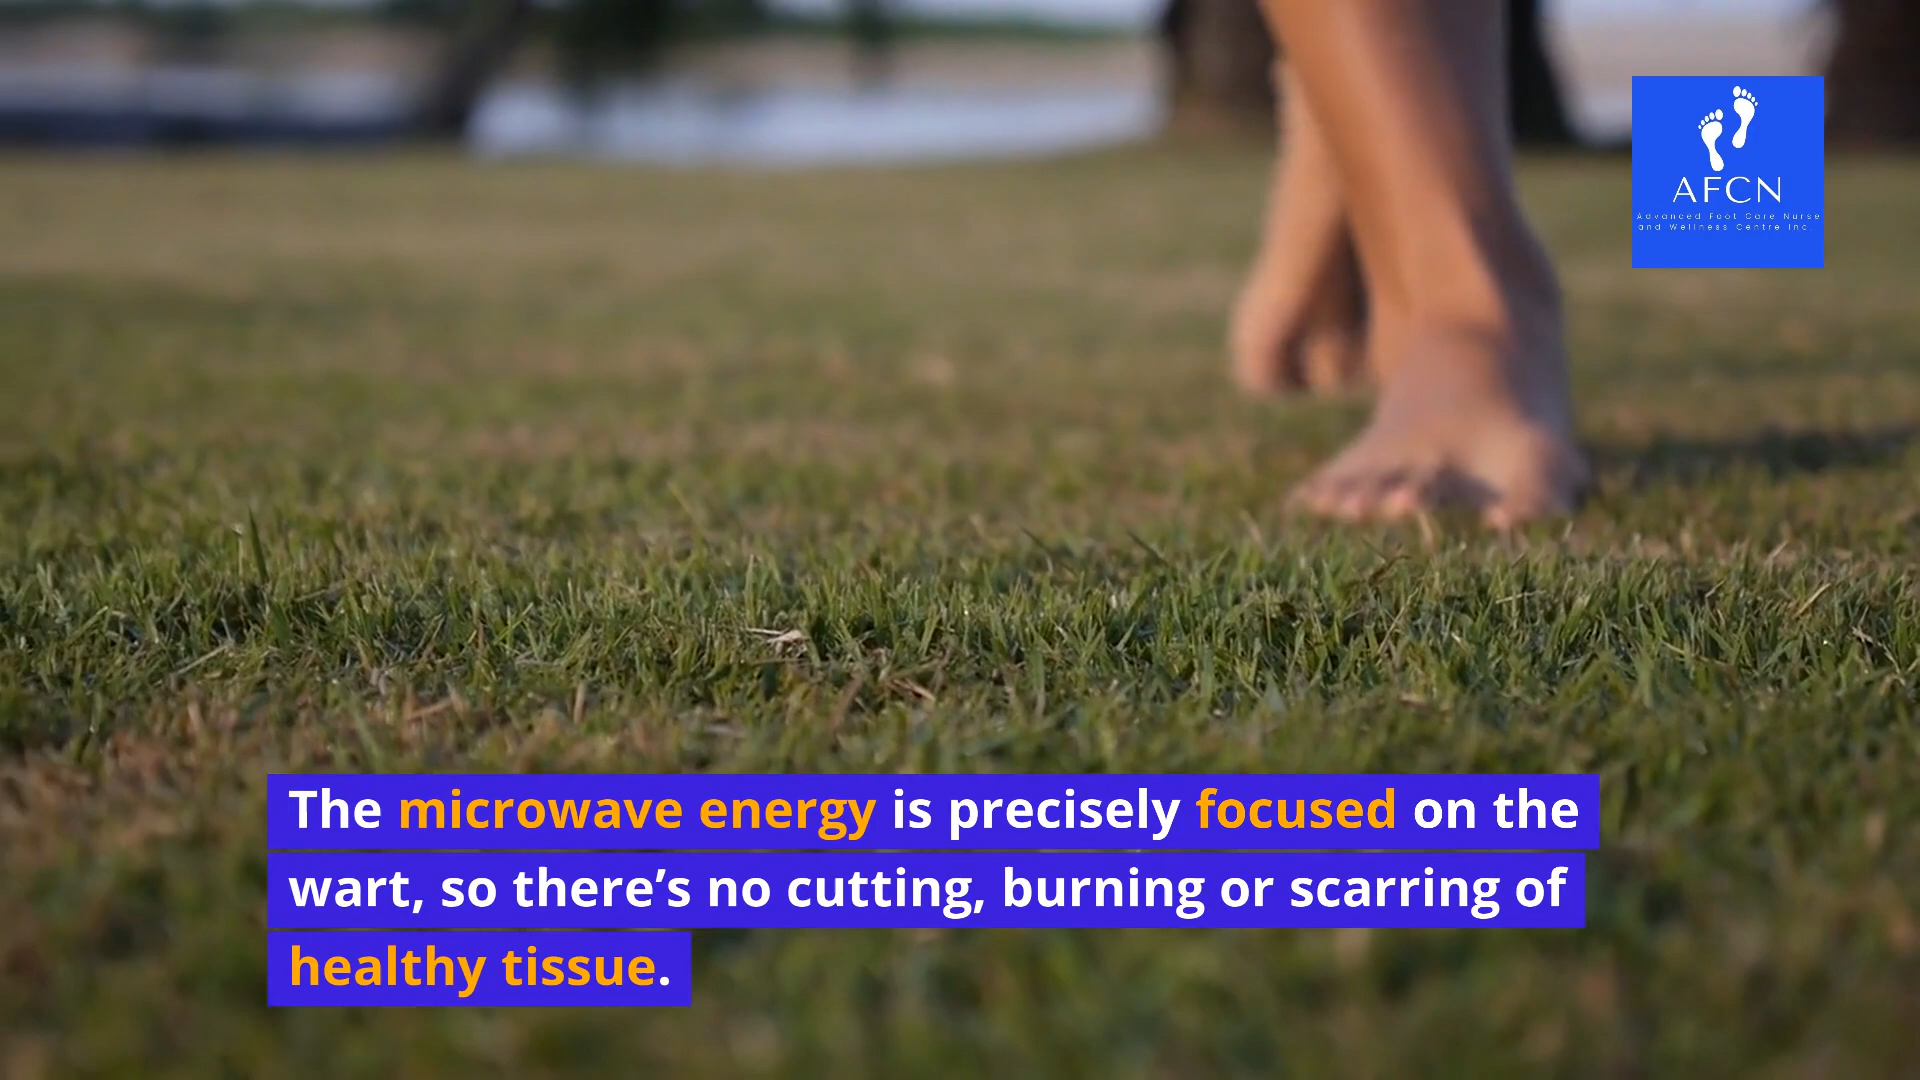 AFCN
Advanced Foot Care Nurse
and Wellness Centre Inc.
The microwave energy is precisely focused on the
wart, so there’s no cutting, burning or scarring of
healthy tissue.